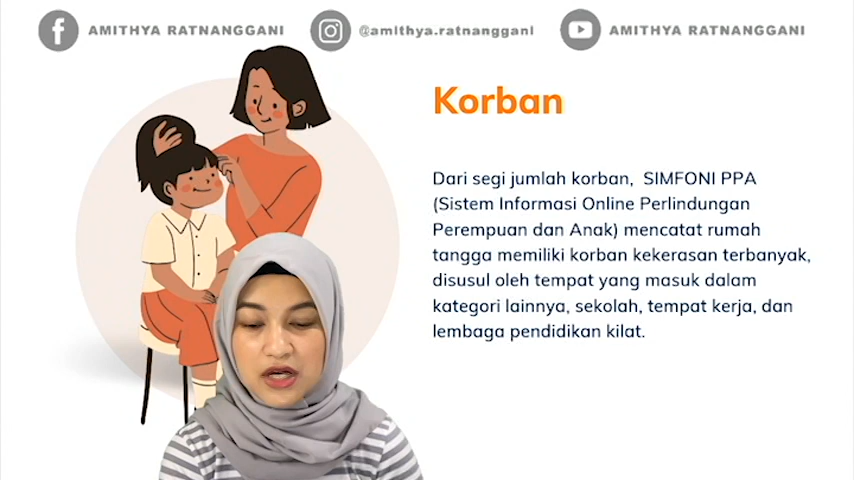 AMITHYA RATNANGGANI
@amithya.ratnanggani
AMITHYA RATNANGGANI
Korban
Dari segi jumlah korban, SIMFONI PPA
(Sistem Informasi Online Perlindungan
Perempuan dan Anak) mencatat rumah
tangga memiliki korban kekerasan terbanyak,
disusul oleh tempat yang masuk dalam
kategori lainnya, sekolah, tempat kerja, dan
lembaga pendidikan kilat.